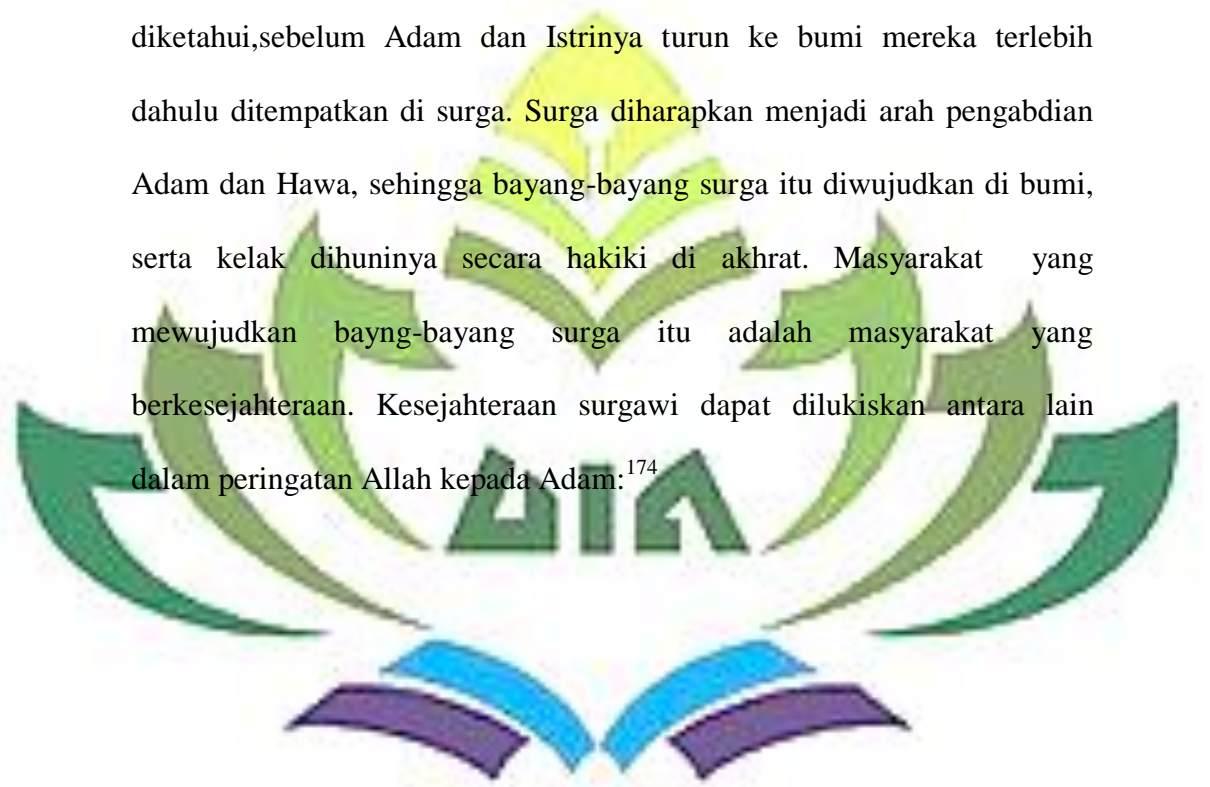 diketahui,sebelum Adam dan Istrinya turun ke bumi mereka terlebih
dahulu ditempatkan di surga. Surga diharapkan menjadi arah pengabdian
Adam dan Hawa, sehingga bayang-bayang surga itu diwujudkan di bumi,
serta kelak dihuninya secara hakiki di akhrat. Masyarakat yang
mewujudkan bayng-bayang surga itu adalah masyarakat yang
berkesejahteraan. Kesejahteraan surgawi dapat dilukiskan antara lain
dalam peringatan Allah kepada Adam:174